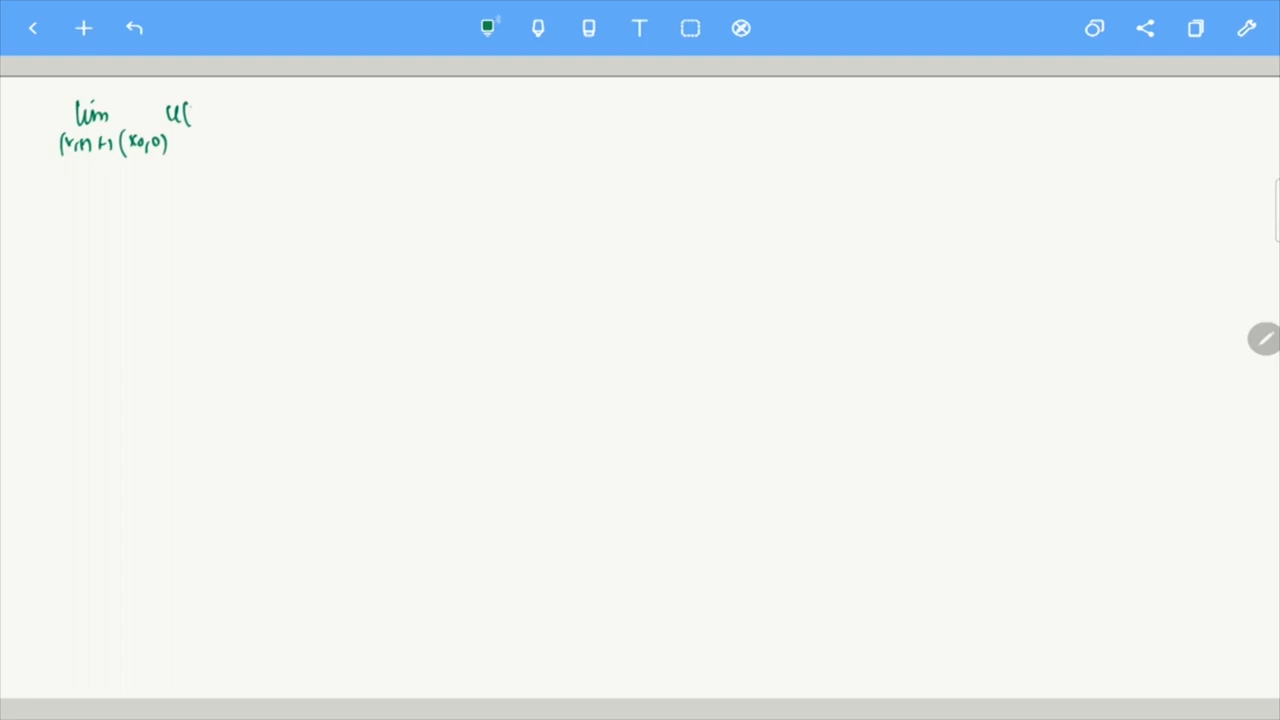 lim u(
(x,t) → (x₀,0)